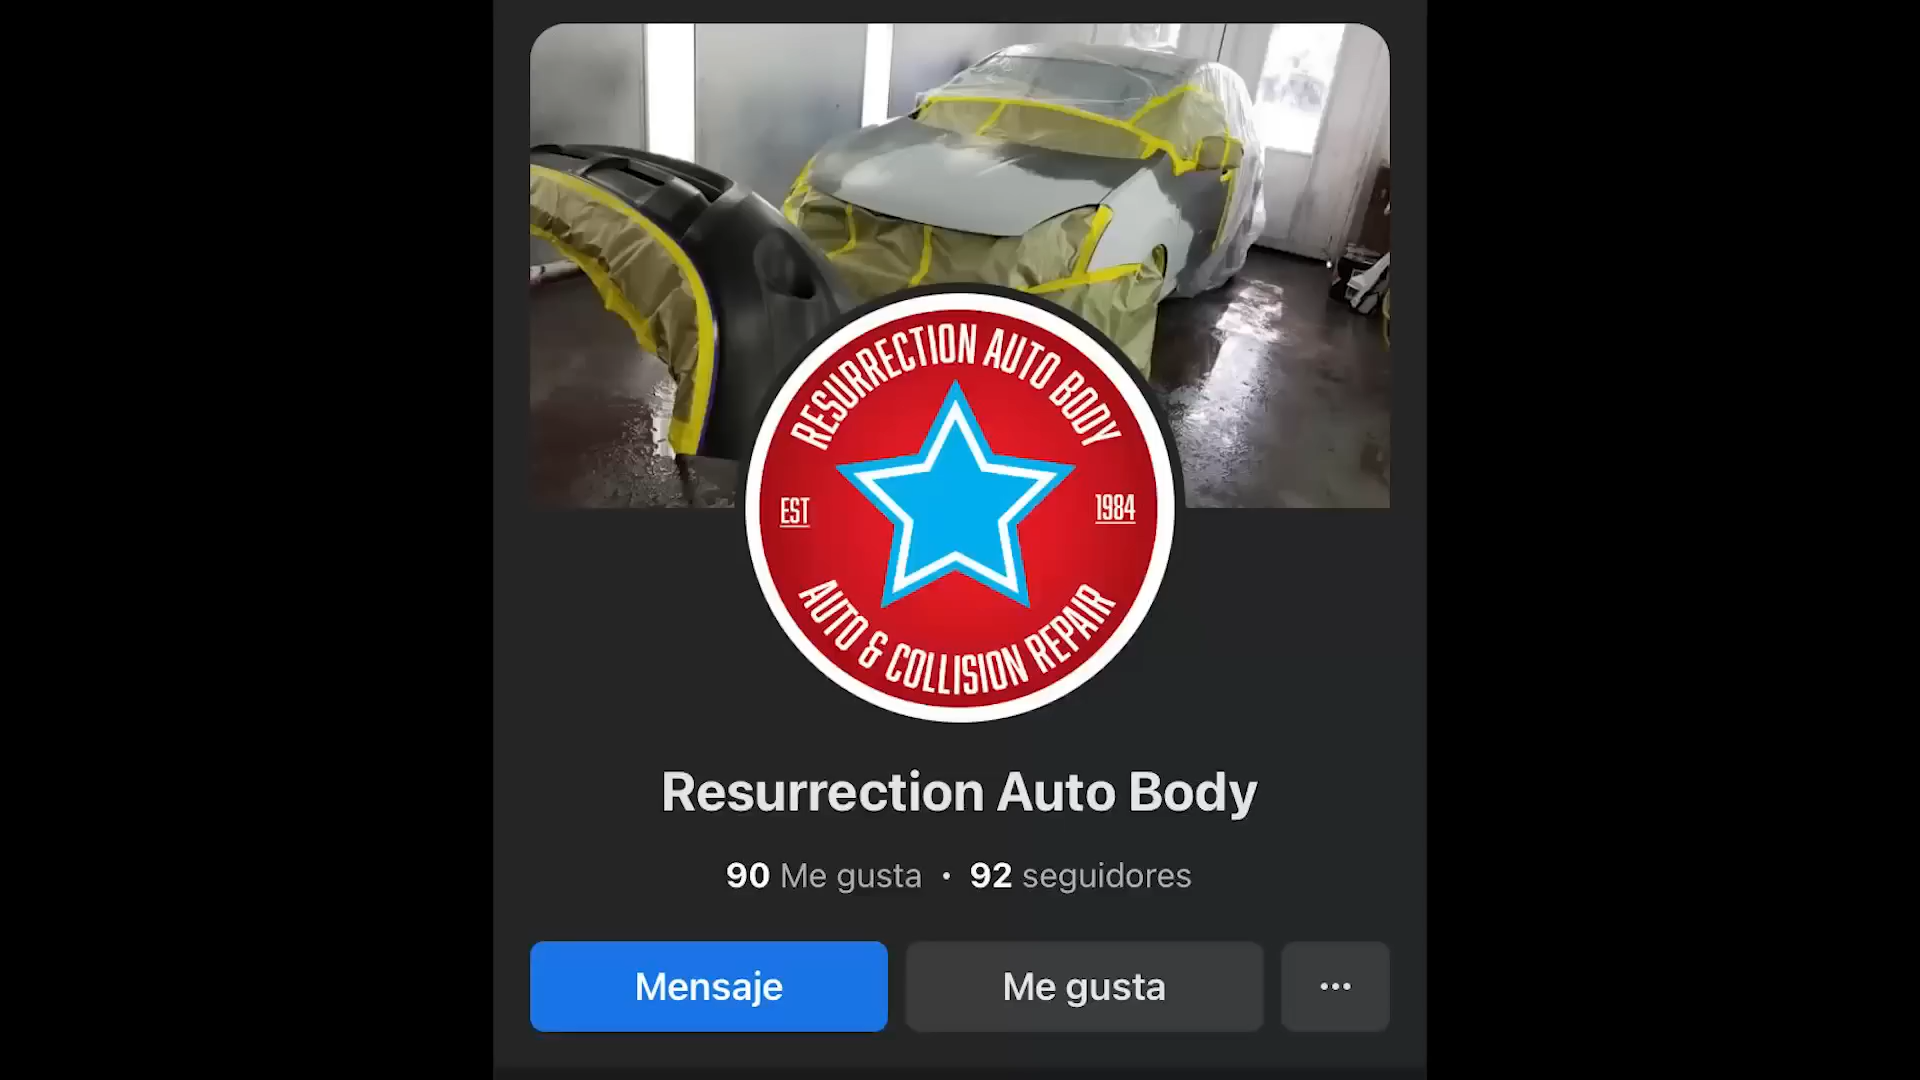 RESURRECTION AUTO BODY
EST 1984
AUTO & COLLISION REPAIR
Resurrection Auto Body
90 Me gusta · 92 seguidores
Mensaje
Me gusta